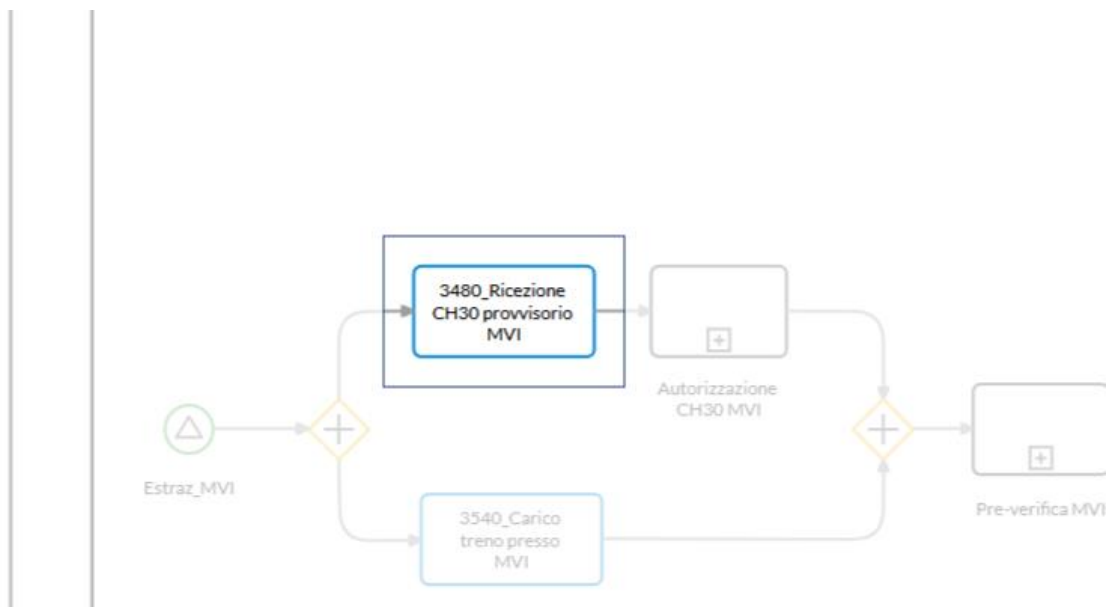 3480_Ricezione
CH30 provvisorio
MVI
Autorizzazione
CH30 MVI
Estraz_MVI
3540_Carico
treno presso
MVI
Pre-verifica MVI